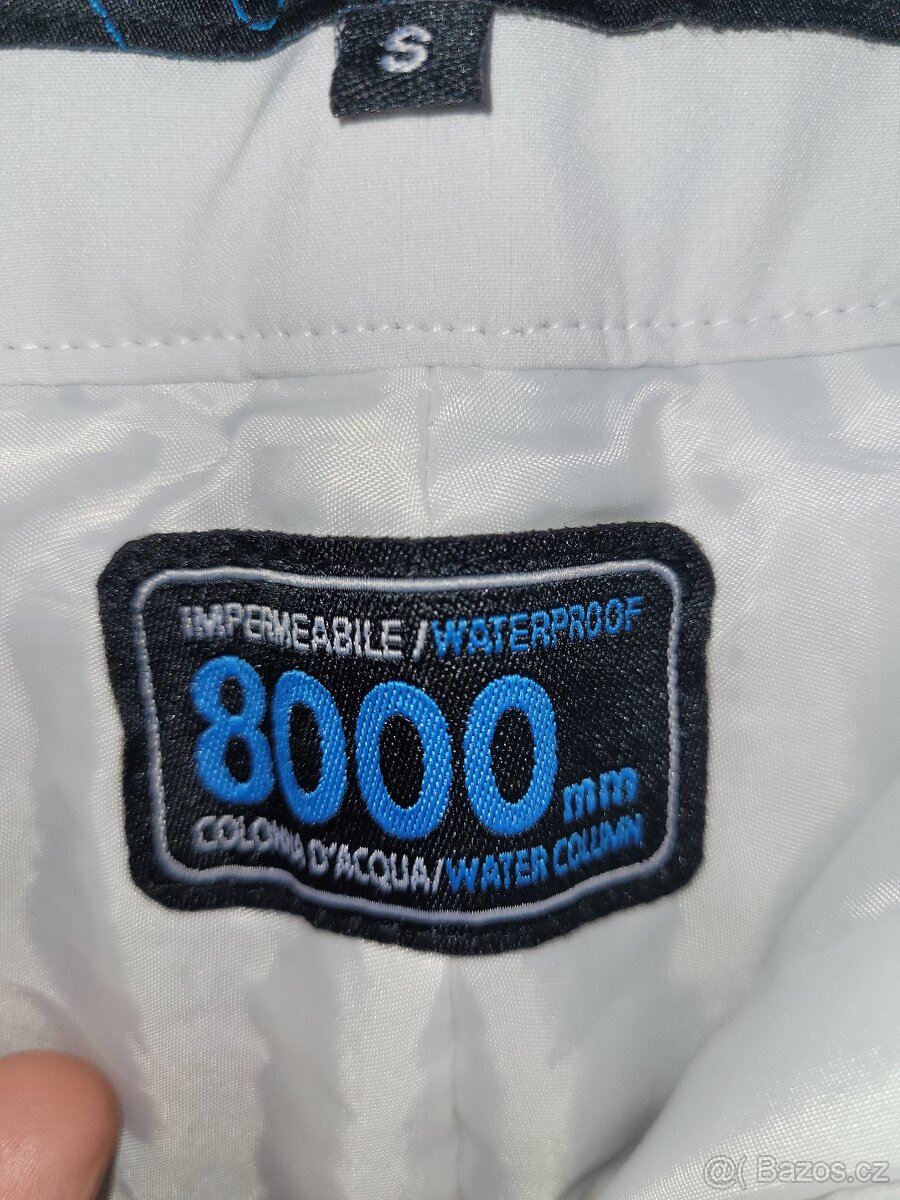 S
IMPERMEABILE / WATERPROOF
8000 mm
COLONNA D'ACQUA/WATER COLUMN
Bazos.cz